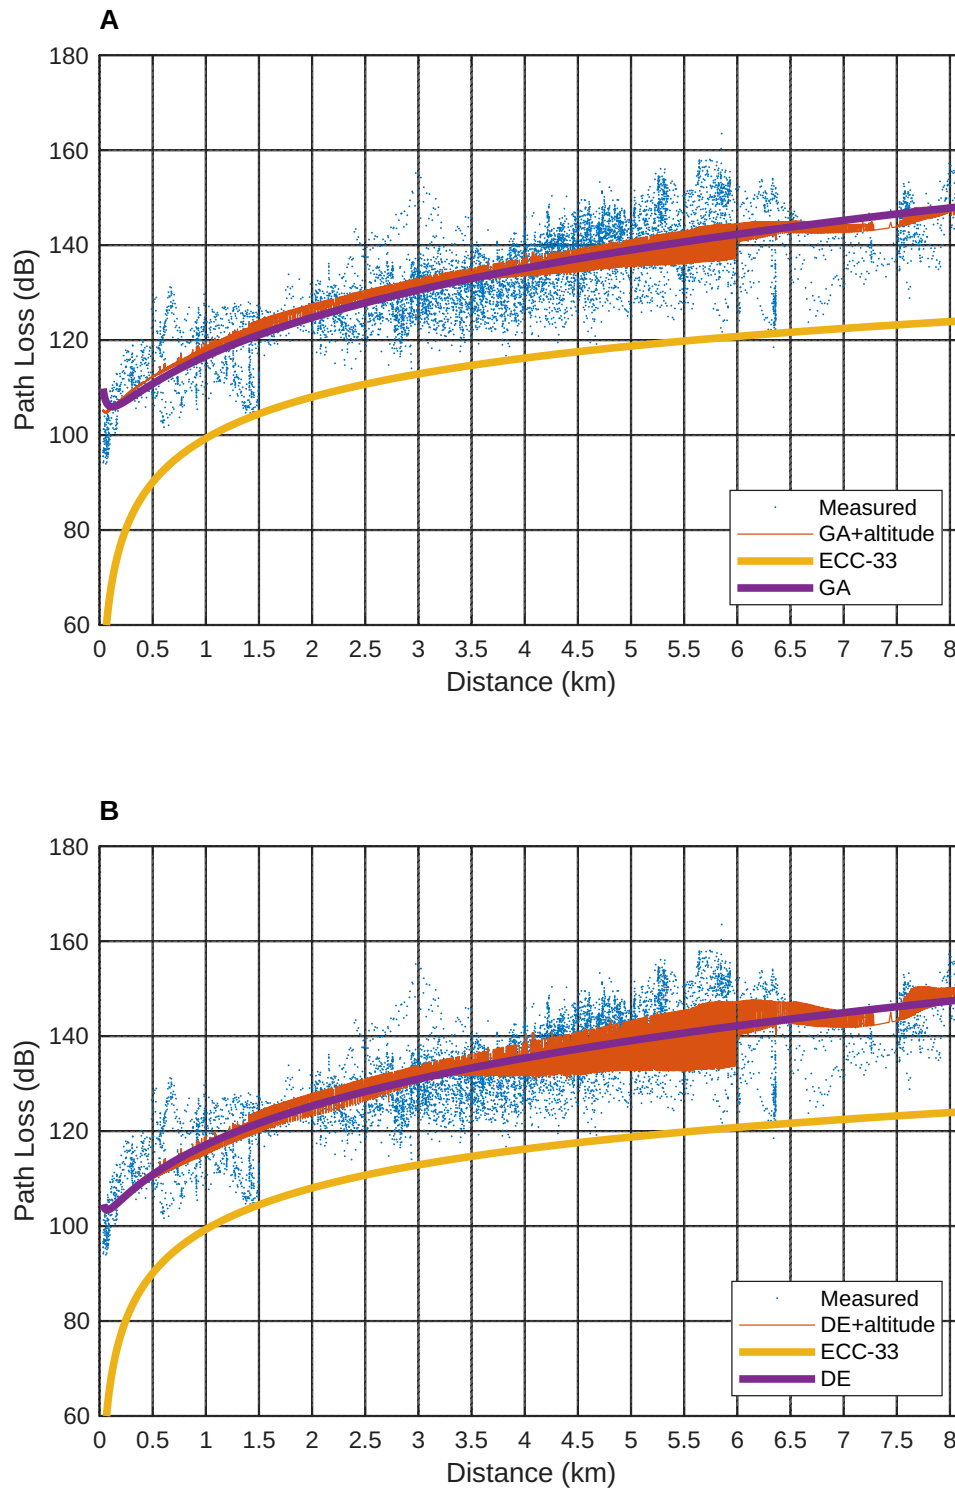 A
180
160
140
120
100
80
60
Path Loss (dB)
0 0.5 1 1.5 2 2.5 3 3.5 4 4.5 5 5.5 6 6.5 7 7.5 8
Distance (km)
Measured
GA+altitude
ECC-33
GA
B
180
160
140
120
100
80
60
Path Loss (dB)
0 0.5 1 1.5 2 2.5 3 3.5 4 4.5 5 5.5 6 6.5 7 7.5 8
Distance (km)
Measured
DE+altitude
ECC-33
DE